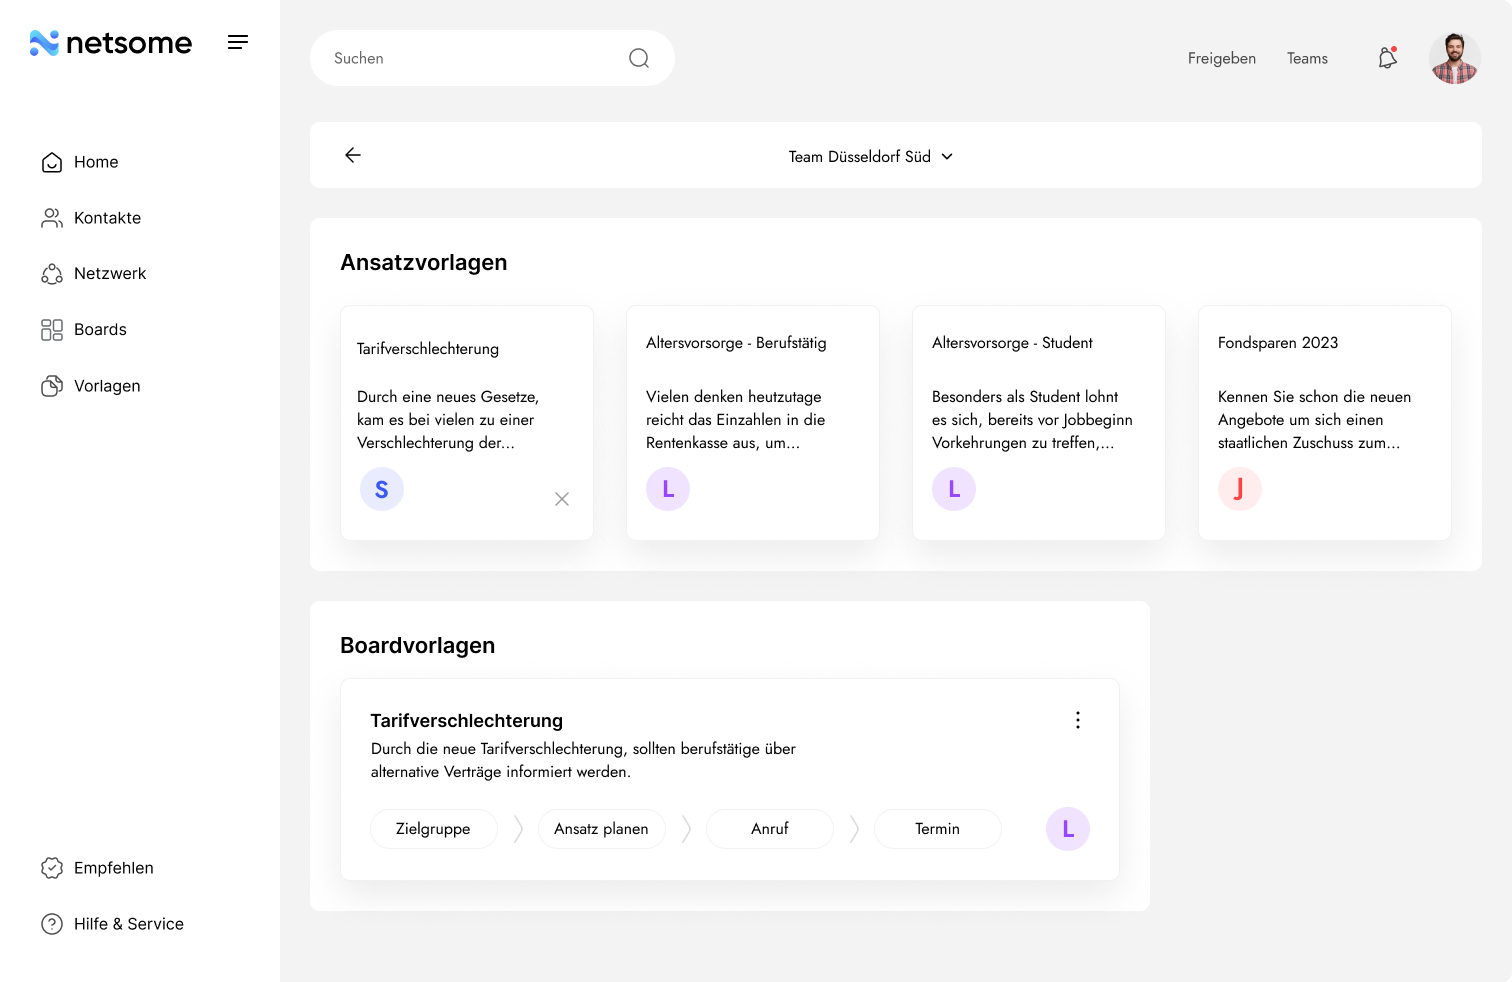 netsome
Suchen
Freigeben
Teams
Home
Kontakte
Netzwerk
Boards
Vorlagen
Empfehlen
Hilfe & Service
Team Düsseldorf Süd
Ansatzvorlagen
Tarifverschlechterung
Durch eine neues Gesetze,
kam es bei vielen zu einer
Verschlechterung der...
S
Altersvorsorge - Berufstätig
Vielen denken heutzutage
reicht das Einzahlen in die
Rentenkasse aus, um...
L
Altersvorsorge - Student
Besonders als Student lohnt
es sich, bereits vor Jobbeginn
Vorkehrungen zu treffen,...
L
Fondsparen 2023
Kennen Sie schon die neuen
Angebote um sich einen
staatlichen Zuschuss zum...
J
Boardvorlagen
Tarifverschlechterung
Durch die neue Tarifverschlechterung, sollten berufstätige über
alternative Verträge informiert werden.
Zielgruppe
Ansatz planen
Anruf
Termin
L